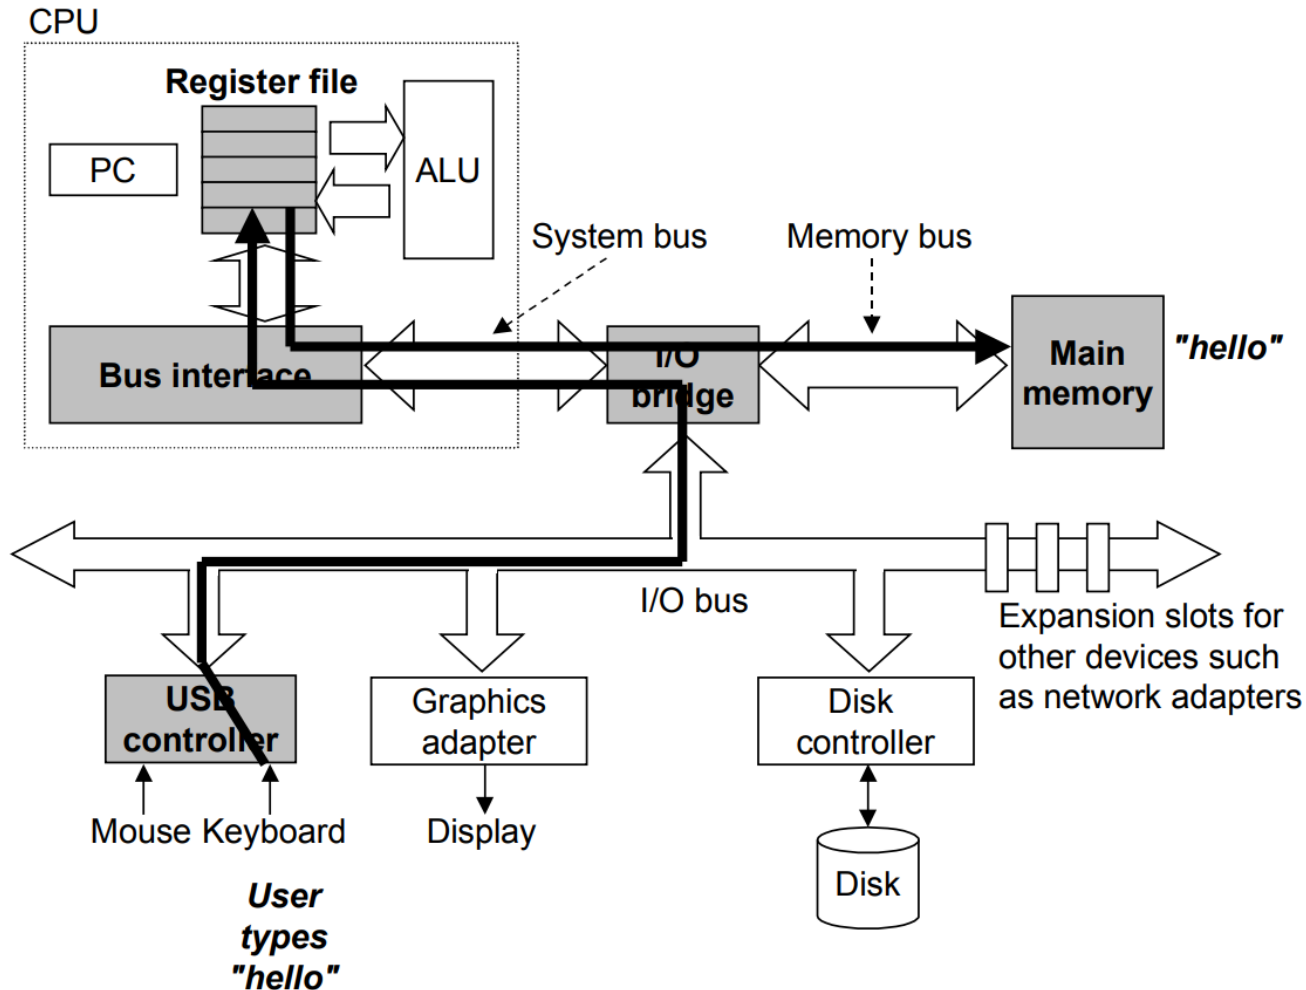 CPU
Register file
PC
ALU
System bus
Memory bus
Bus interface
I/O
bridge
Main
memory
"hello"
I/O bus
Expansion slots for
other devices such
as network adapters
USB
controller
Graphics
adapter
Disk
controller
Mouse
Keyboard
Display
Disk
User
types
"hello"